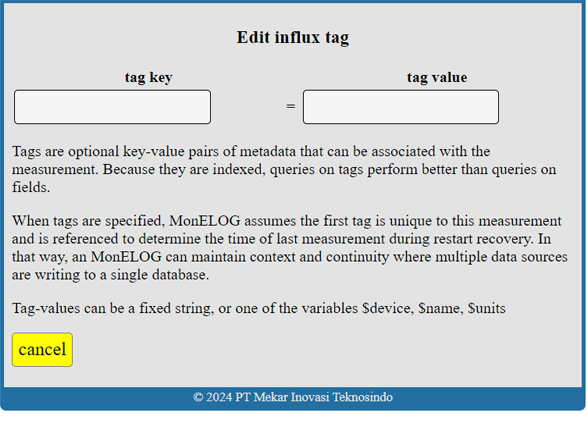 Edit influx tag
tag key tag value
=
Tags are optional key-value pairs of metadata that can be associated with the
measurement. Because they are indexed, queries on tags perform better than queries on
fields.
When tags are specified, MonELOG assumes the first tag is unique to this measurement
and is referenced to determine the time of last measurement during restart recovery. In
that way, an MonELOG can maintain context and continuity where multiple data sources
are writing to a single database.
Tag-values can be a fixed string, or one of the variables $device, $name, $units
cancel
© 2024 PT Mekar Inovasi Teknosindo